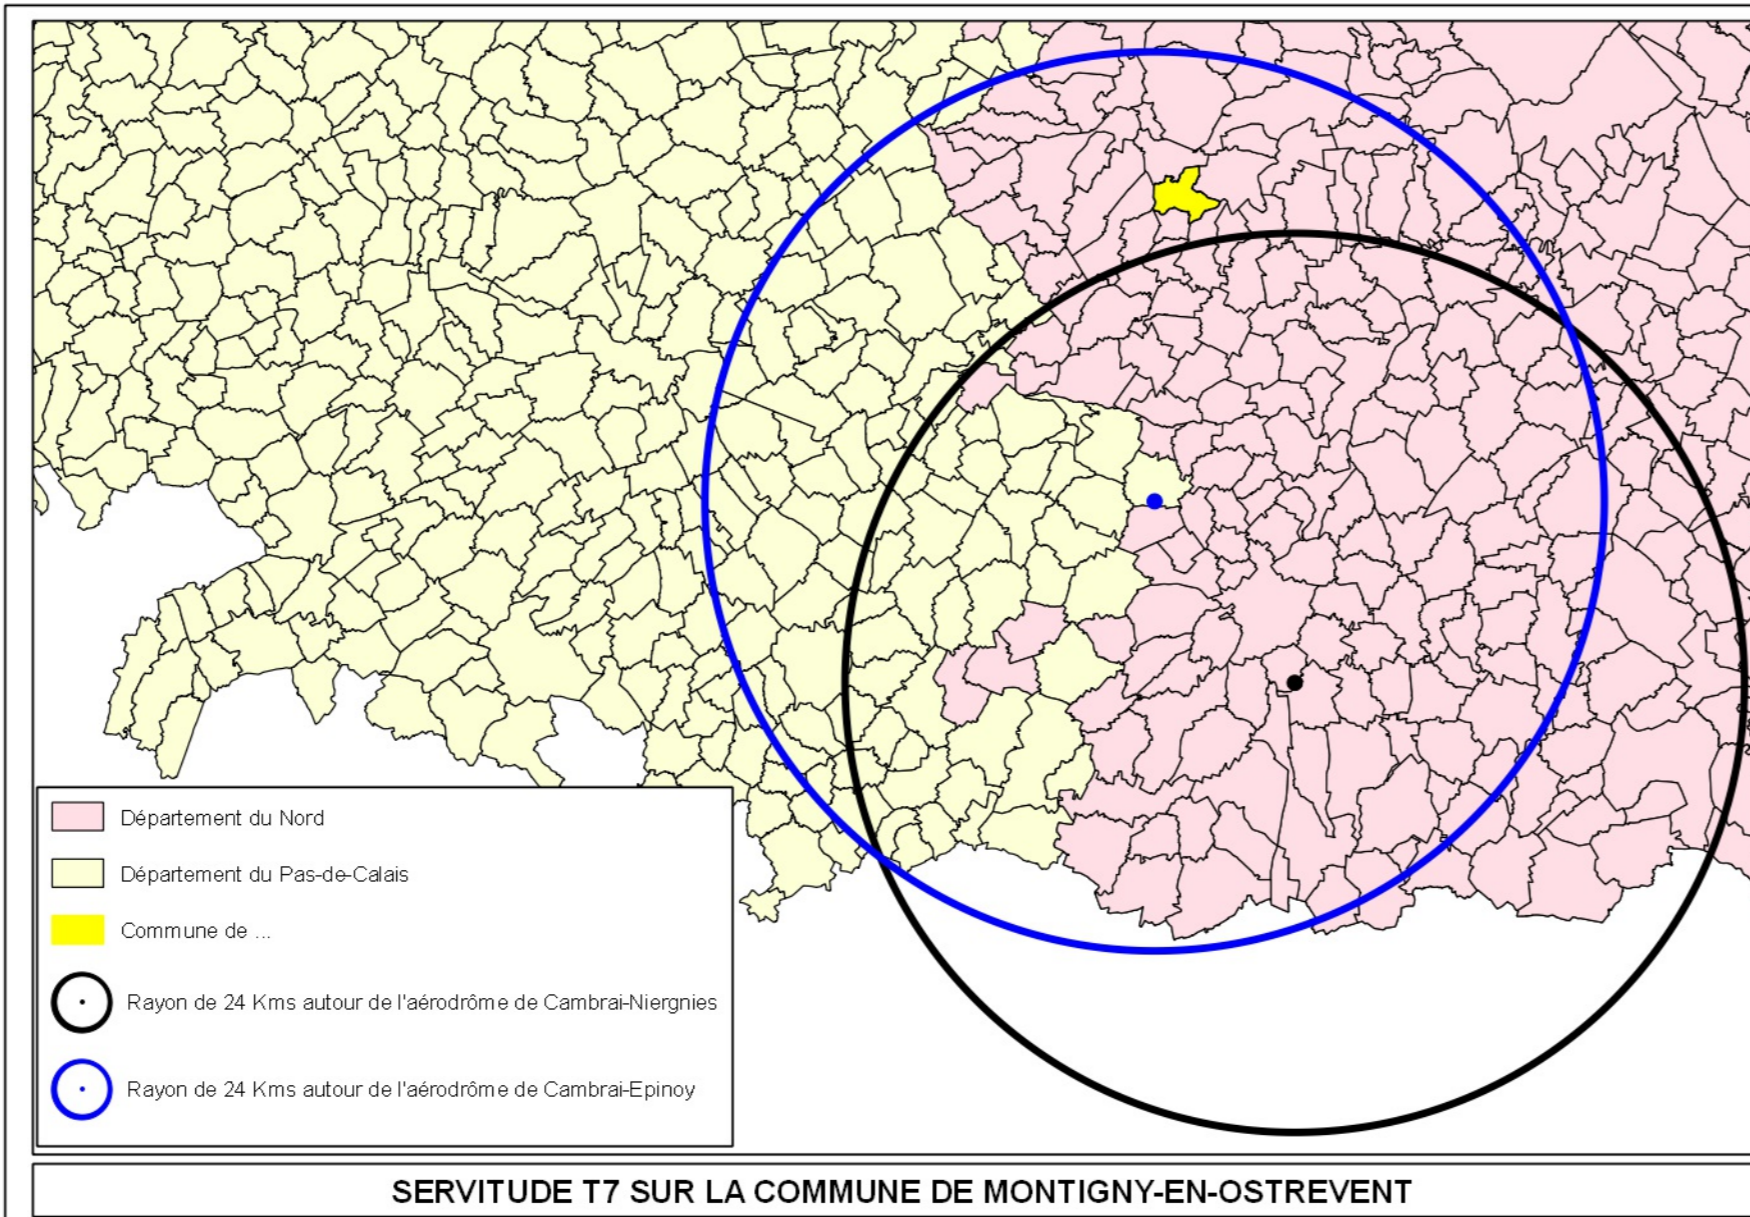 Département du Nord
Département du Pas-de-Calais
Commune de ...
Rayon de 24 Kms autour de l'aérodrôme de Cambrai-Niergnies
Rayon de 24 Kms autour de l'aérodrôme de Cambrai-Epinoy
SERVITUDE T7 SUR LA COMMUNE DE MONTIGNY-EN-OSTREVENT